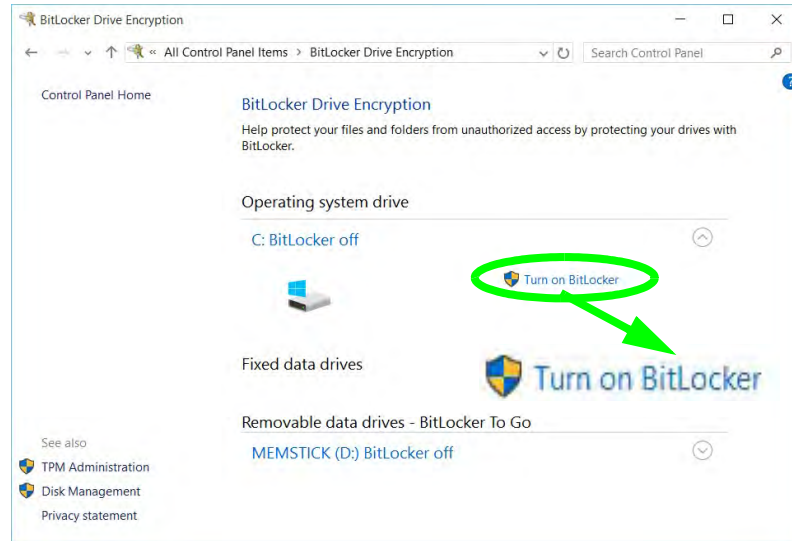 BitLocker Drive Encryption
« All Control Panel Items > BitLocker Drive Encryption
Search Control Panel
?
Control Panel Home
BitLocker Drive Encryption
Help protect your files and folders from unauthorized access by protecting your drives with
BitLocker.
Operating system drive
C: BitLocker off
Turn on BitLocker
Fixed data drives
Turn on BitLocker
Removable data drives - BitLocker To Go
MEMSTICK (D:) BitLocker off
See also
TPM Administration
Disk Management
Privacy statement